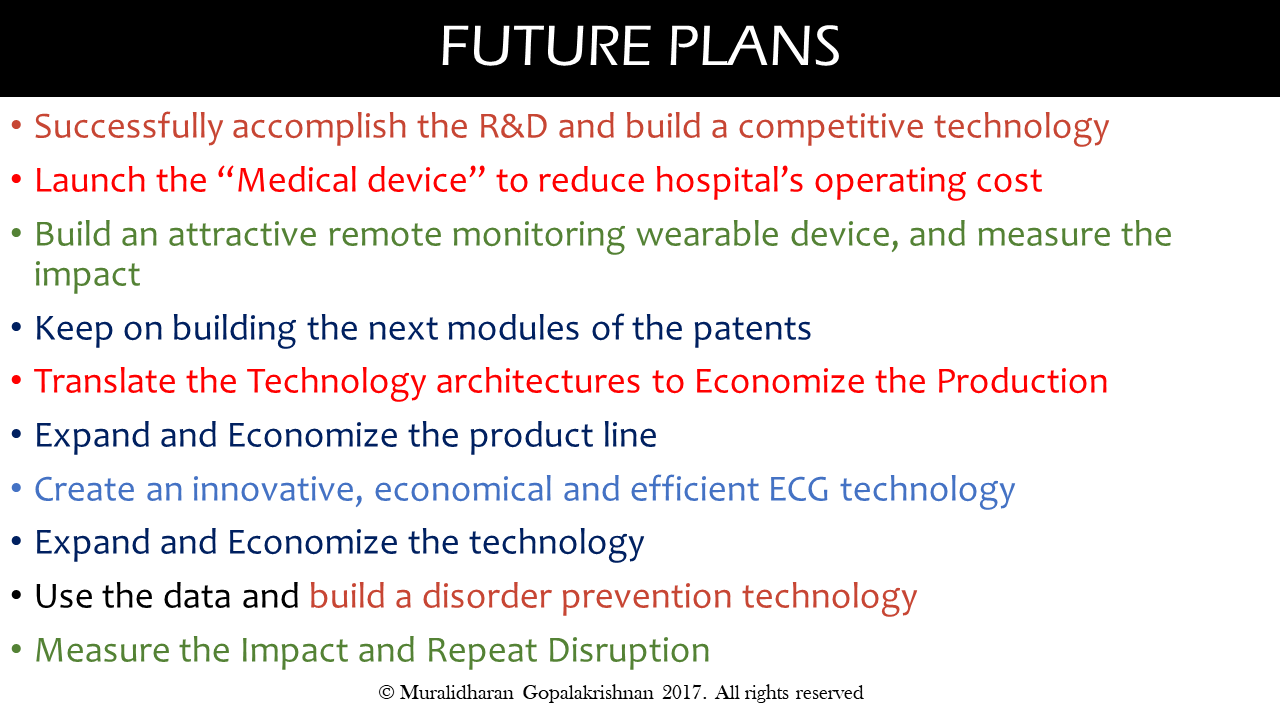 FUTURE PLANS
• Successfully accomplish the R&D and build a competitive technology
• Launch the “Medical device” to reduce hospital’s operating cost
• Build an attractive remote monitoring wearable device, and measure the
impact
• Keep on building the next modules of the patents
• Translate the Technology architectures to Economize the Production
• Expand and Economize the product line
• Create an innovative, economical and efficient ECG technology
• Expand and Economize the technology
• Use the data and build a disorder prevention technology
• Measure the Impact and Repeat Disruption
© Muralidharan Gopalakrishnan 2017. All rights reserved